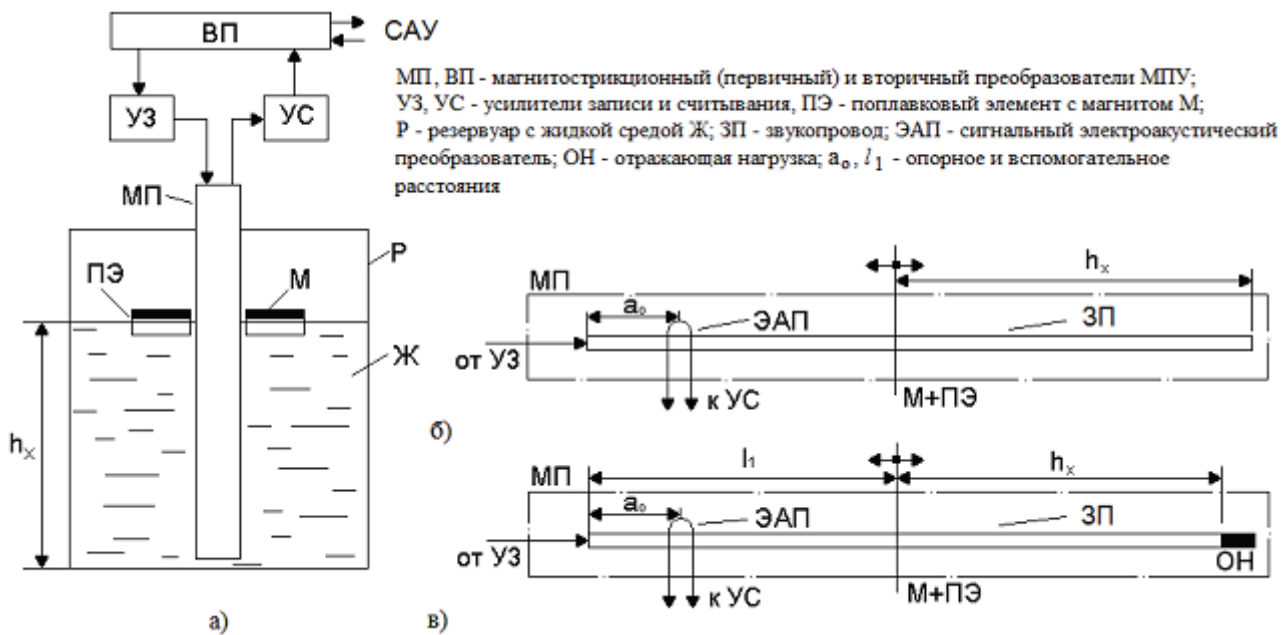 ВП
САУ
УЗ
УС
МП
Р
ПЭ
М
Ж
hx
а)
МП, ВП - магнитострикционный (первичный) и вторичный преобразователи МПУ;
УЗ, УС - усилители записи и считывания, ПЭ - поплавковый элемент с магнитом М;
Р - резервуар с жидкой средой Ж; ЗП - звукопровод; ЭАП - сигнальный электроакустический
преобразователь; ОН - отражающая нагрузка; ao, l1 - опорное и вспомогательное
расстояния
МП
hx
ao
ЭАП
ЗП
от УЗ
к УС
М+ПЭ
б)
МП
l1
hx
ao
ЭАП
ЗП
от УЗ
ОН
к УС
М+ПЭ
в)